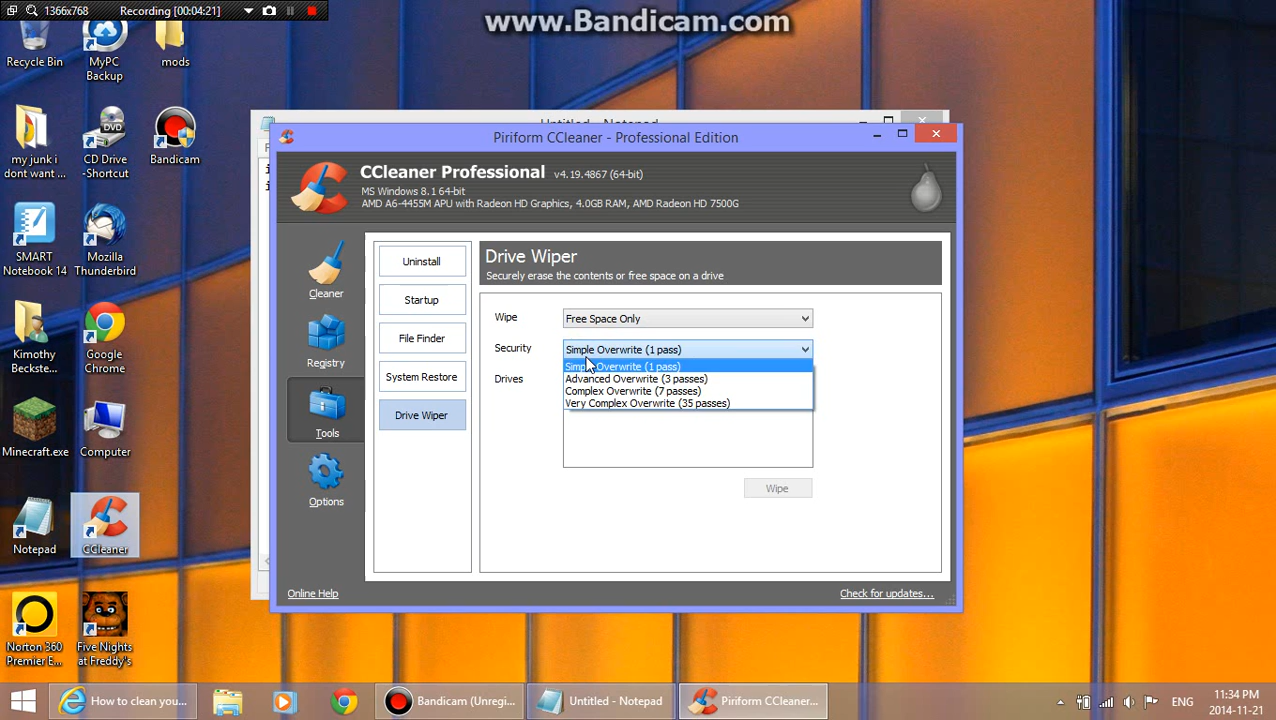 1366x768
Recording [00:04:21]
www.Bandicam.com
Recycle Bin
MyPC
Backup
mods
my junk i
dont want ...
CD Drive
-Shortcut
Bandicam
SMART
Notebook 14
Mozilla
Thunderbird
Kimothy
Beckste...
Google
Chrome
Minecraft.exe
Computer
Notepad
CCleaner
Norton 360
Premier E...
Five Nights
at Freddy's
Untitled - Notepad
Piriform CCleaner - Professional Edition
CCleaner Professional v4.19.4867 (64-bit)
MS Windows 8.1 64-bit
AMD A6-4455M APU with Radeon HD Graphics, 4.0GB RAM, AMD Radeon HD 7500G
Cleaner
Registry
Tools
Options
Uninstall
Startup
File Finder
System Restore
Drive Wiper
Drive Wiper
Securely erase the contents or free space on a drive
Wipe
Free Space Only
Security
Simple Overwrite (1 pass)
Simple Overwrite (1 pass)
Advanced Overwrite (3 passes)
Complex Overwrite (7 passes)
Very Complex Overwrite (35 passes)
Drives
Wipe
Online Help
Check for updates...
How to clean you...
Bandicam (Unregi...
Untitled - Notepad
Piriform CCleaner...
ENG
11:34 PM
2014-11-21